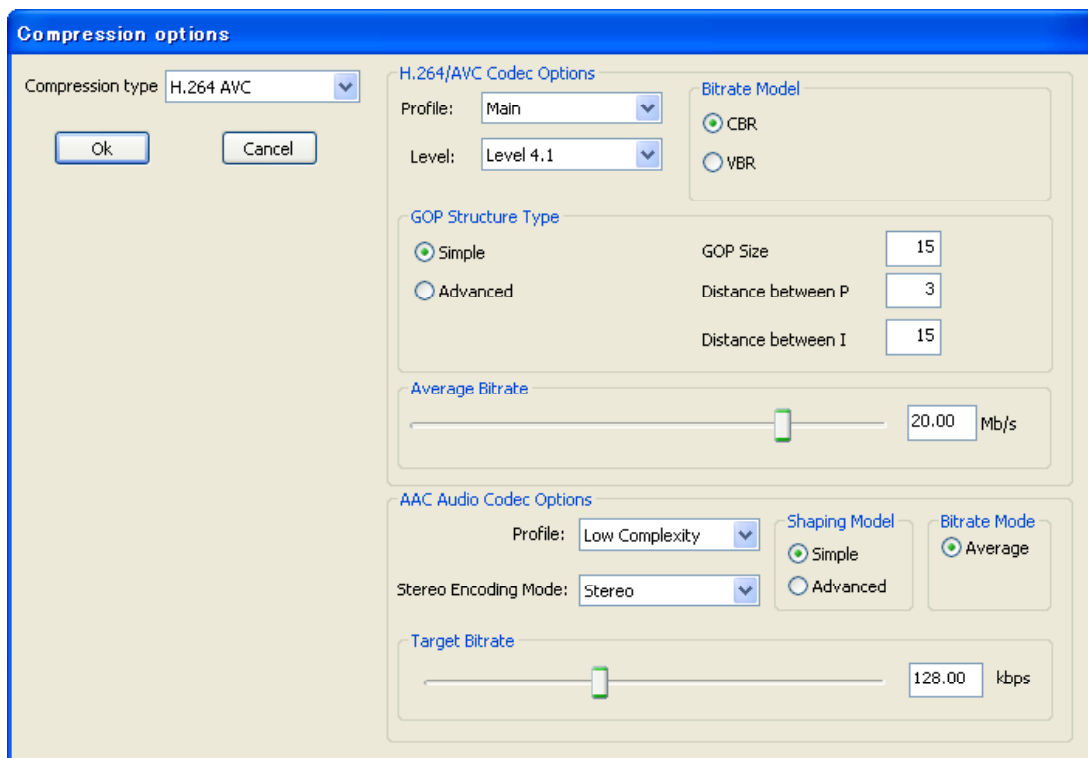 Compression options
Compression type H.264 AVC
Ok Cancel
H.264/AVC Codec Options
Profile: Main
Level: Level 4.1
Bitrate Model
CBR
VBR
GOP Structure Type
Simple
Advanced
GOP Size 15
Distance between P 3
Distance between I 15
Average Bitrate
20.00 Mb/s
AAC Audio Codec Options
Profile: Low Complexity
Stereo Encoding Mode: Stereo
Shaping Model
Simple
Advanced
Bitrate Mode
Average
Target Bitrate
128.00 kbps